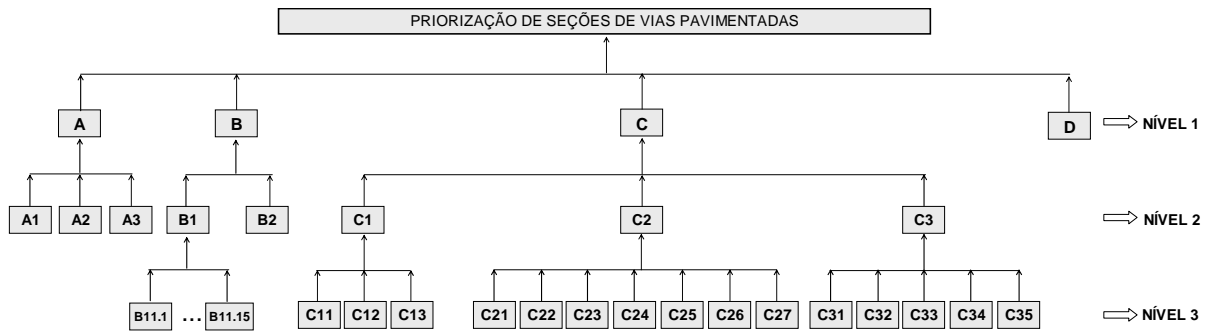 PRIORIZAÇÃO DE SEÇÕES DE VIAS PAVIMENTADAS
A B C D NÍVEL 1
A1 A2 A3 B1 B2 C1 C2 C3 NÍVEL 2
B11.1 ... B11.15 C11 C12 C13 C21 C22 C23 C24 C25 C26 C27 C31 C32 C33 C34 C35 NÍVEL 3